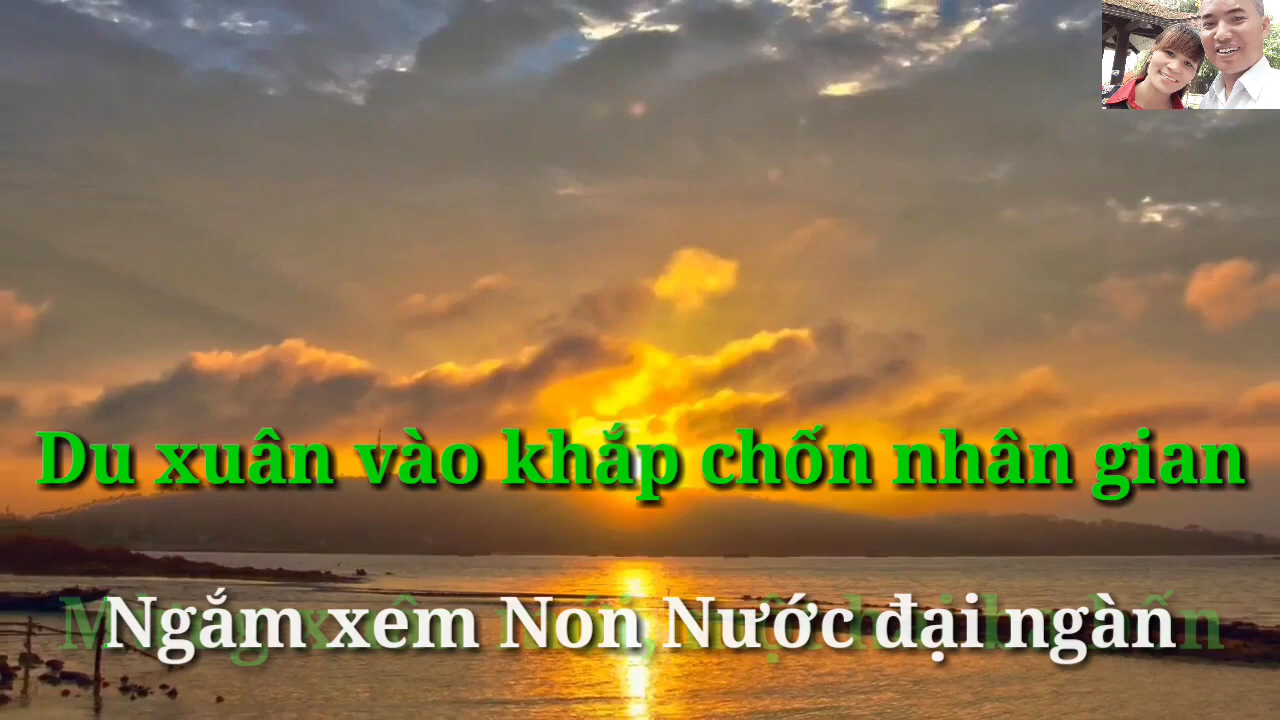 Du xuân vào khắp chốn nhân gian
Ngắm xem Non Nước đại ngàn